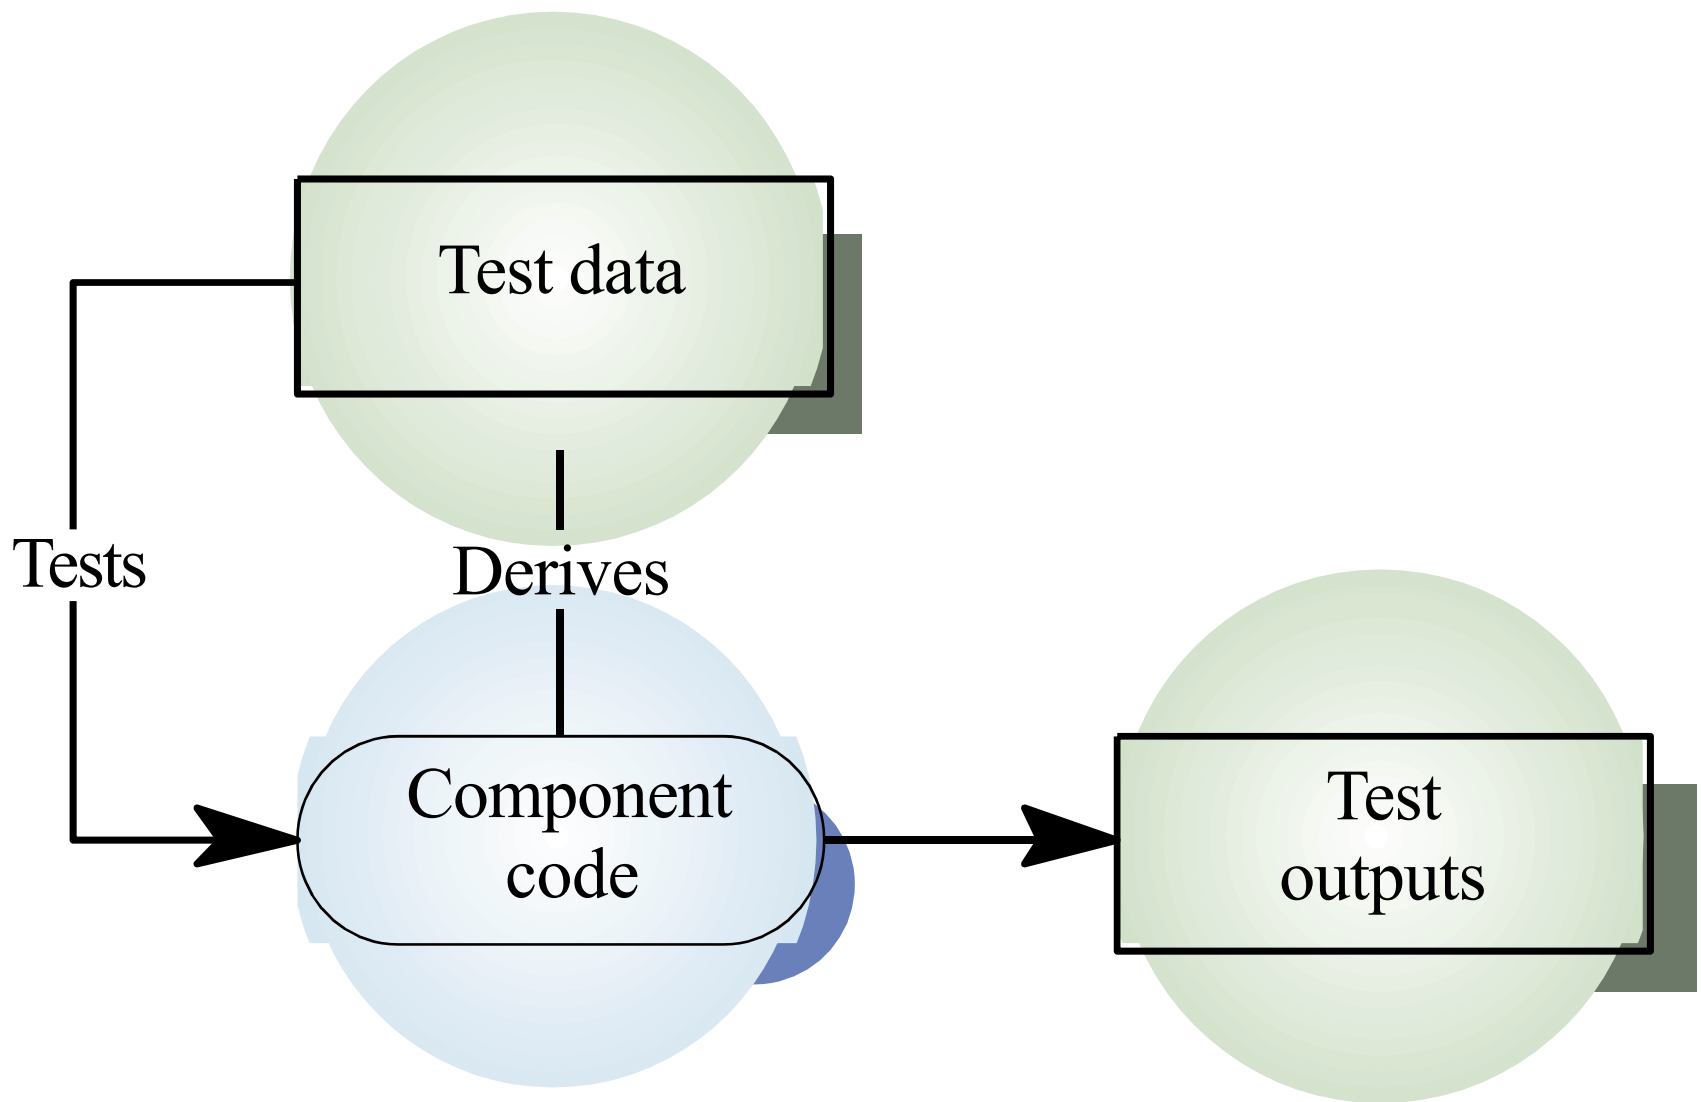 Test data
Tests
Derives
Component
code
Test
outputs